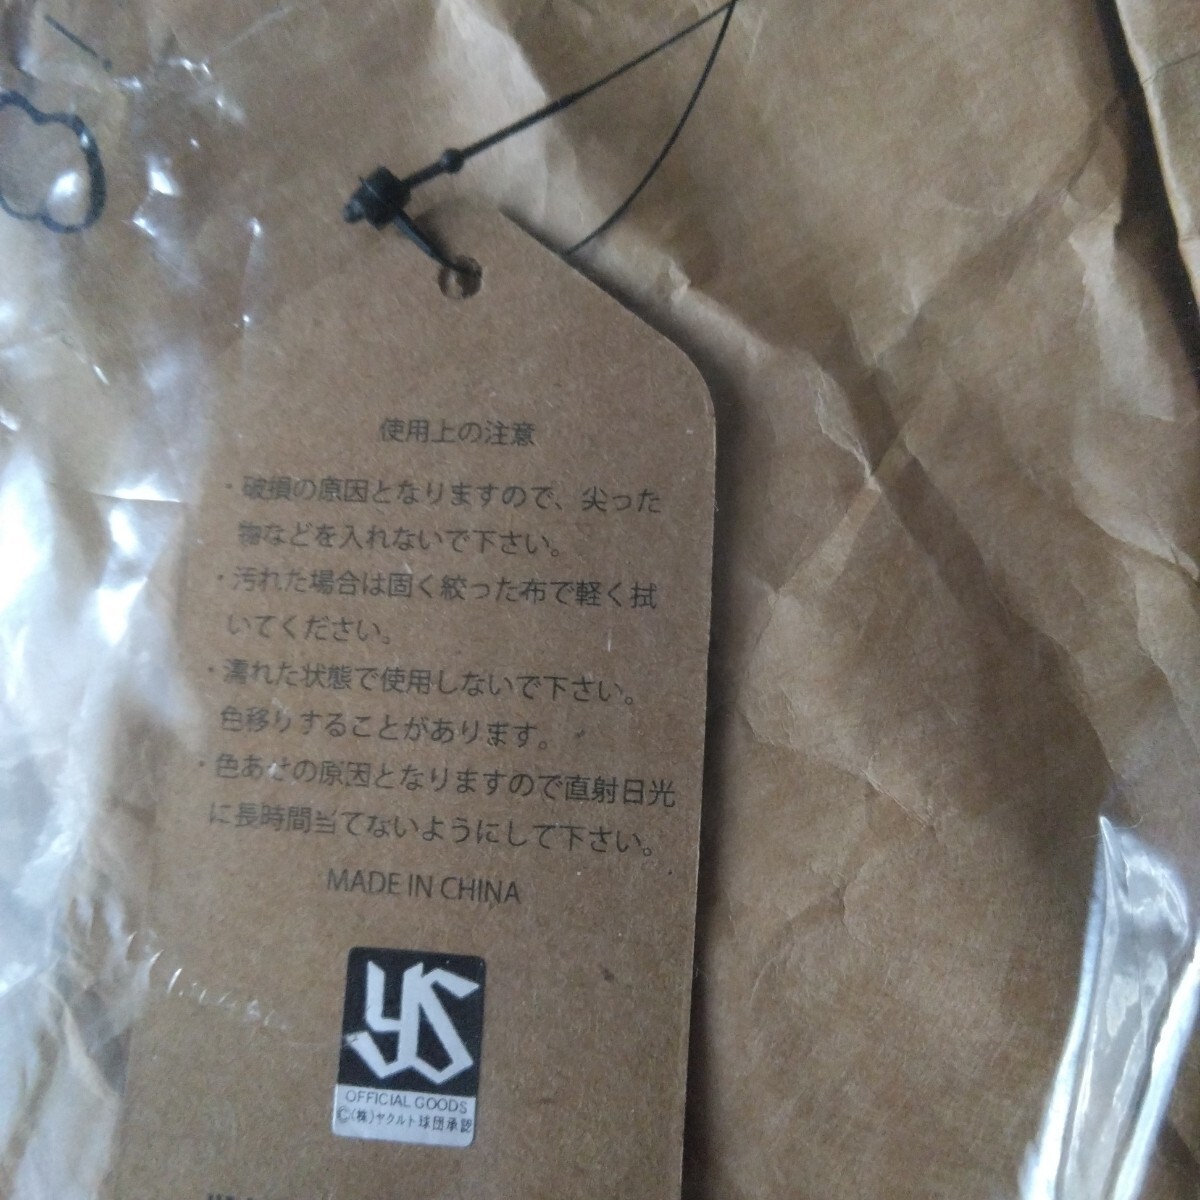 使用上の注意
・破損の原因となりますので、尖った
物などを入れないで下さい。
・汚れた場合は固く絞った布で軽く拭
いてください。
・濡れた状態で使用しないで下さい。
色移りすることがあります。
・色あせの原因となりますので直射日光
に長時間当てないようにして下さい。
MADE IN CHINA
YS
OFFICIAL GOODS
©(株)ヤクルト球団承認